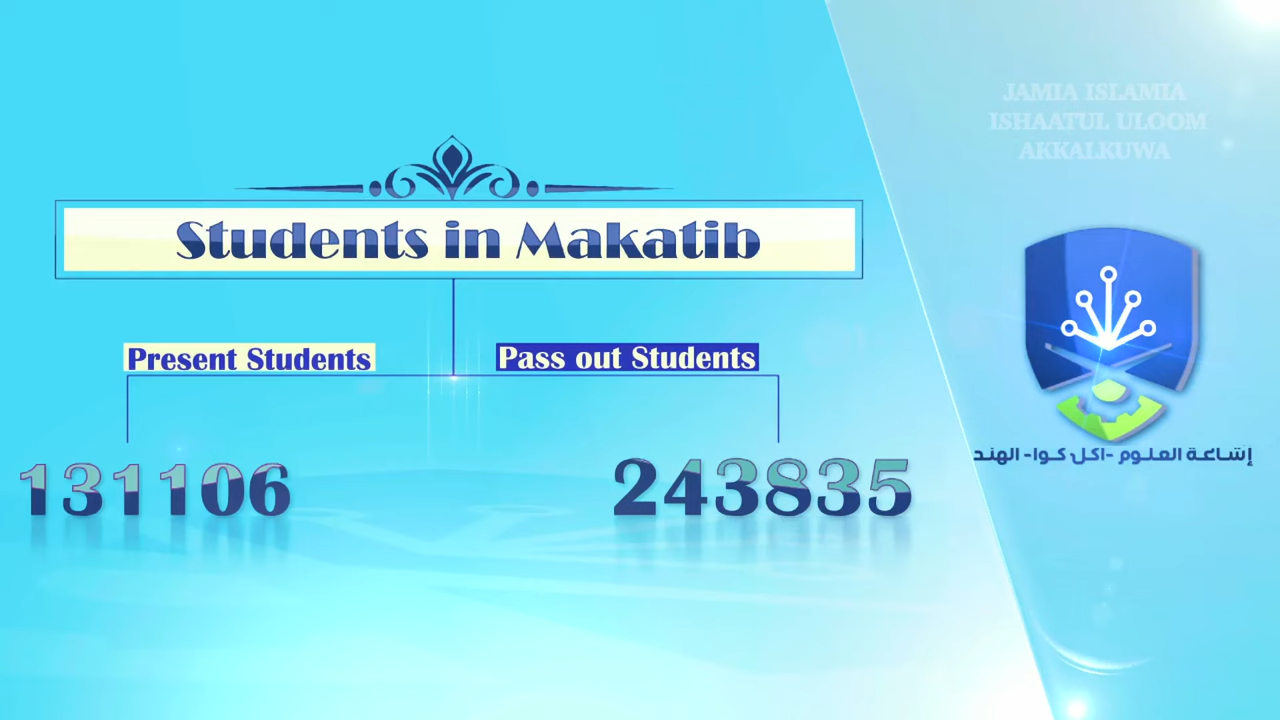 JAMIA ISLAMIA
ISHAATUL ULOOM
AKKALKUWA
Students in Makatib
Present Students
Pass out Students
131106
243835
إشاعة العلوم -اكل كوا- الهند